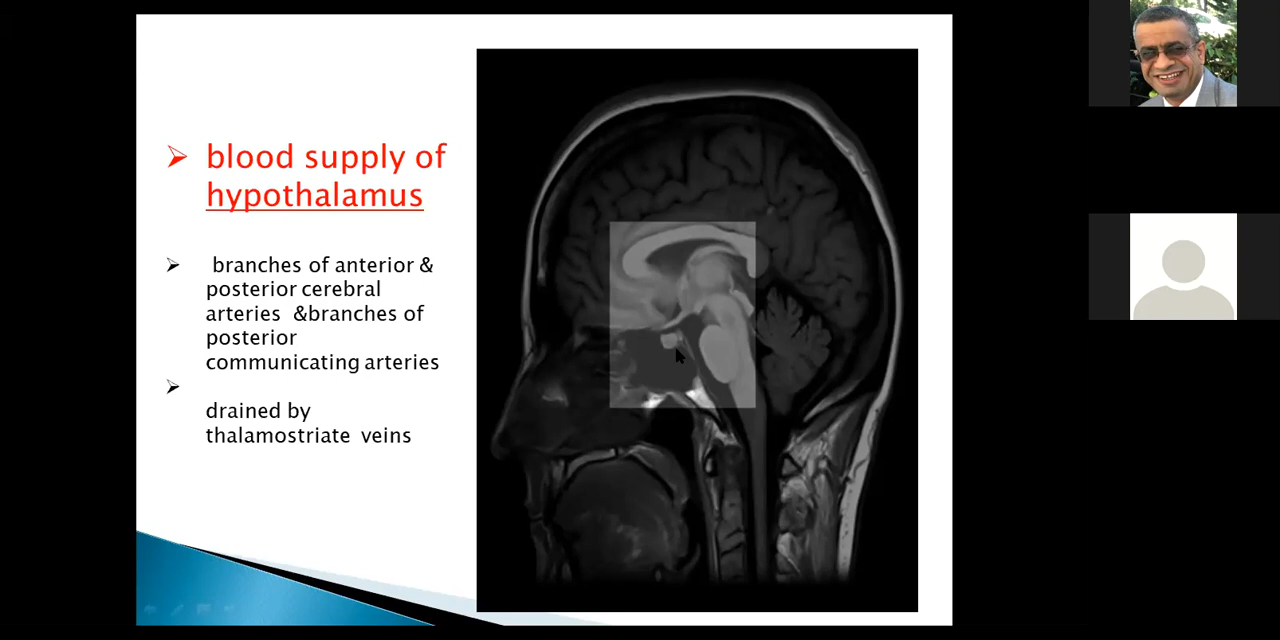 blood supply of
hypothalamus
branches of anterior &
posterior cerebral
arteries &branches of
posterior
communicating arteries
drained by
thalamostriate veins